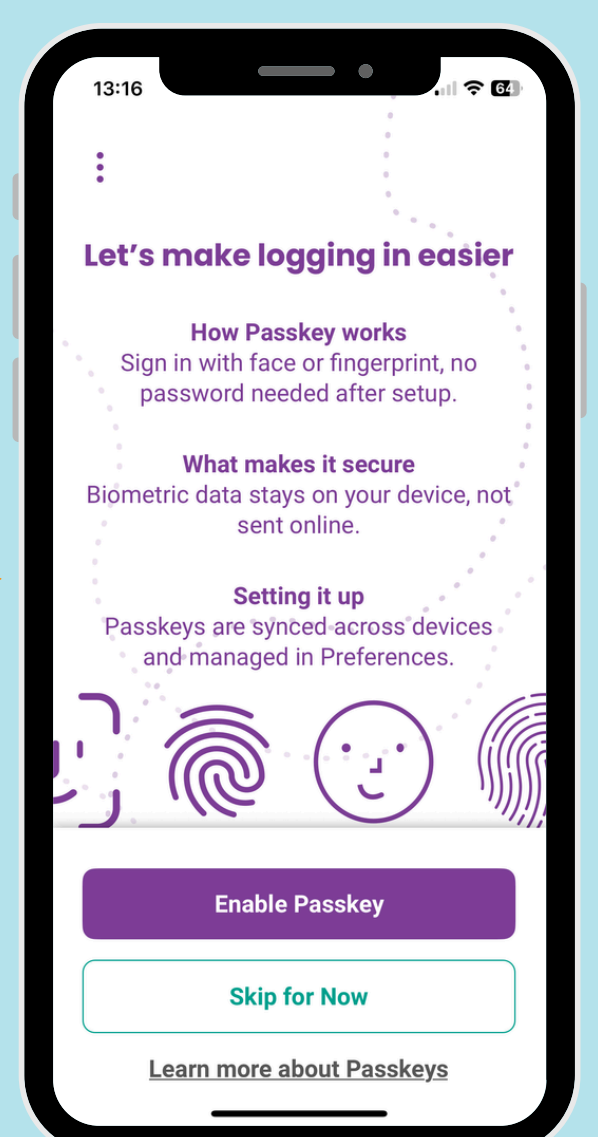 13:16
64
Let's make logging in easier
How Passkey works
Sign in with face or fingerprint, no
password needed after setup.
What makes it secure
Biometric data stays on your device, not
sent online.
Setting it up
Passkeys are synced across devices
and managed in Preferences.
Enable Passkey
Skip for Now
Learn more about Passkeys